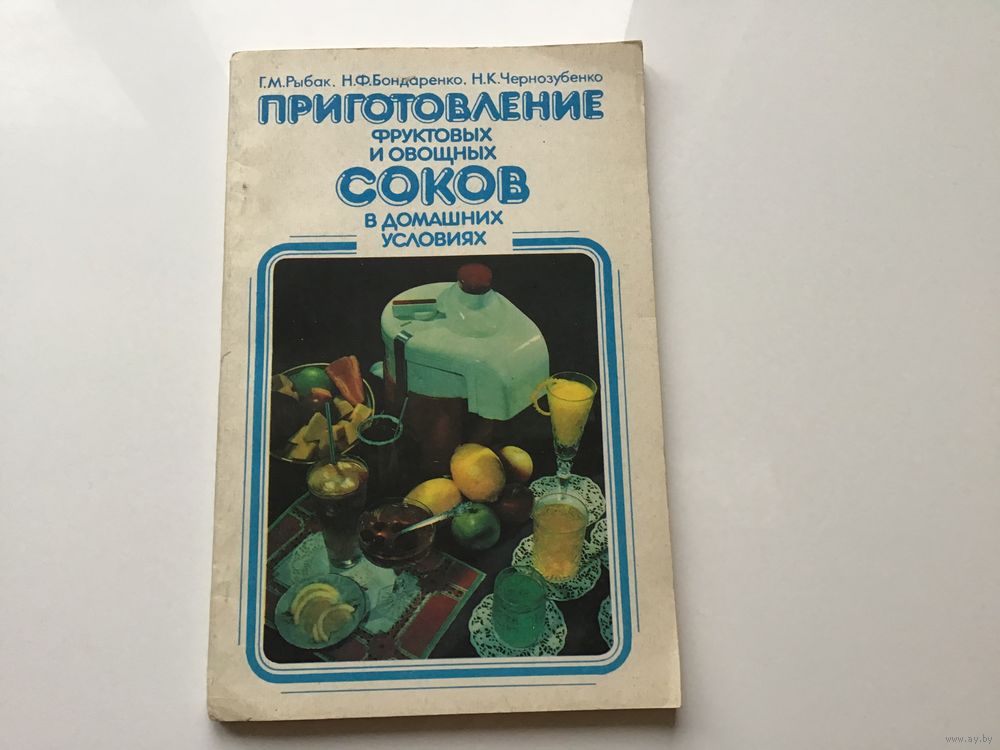 Г.М.Рыбак. Н.Ф.Бондаренко. Н.К.Чернозубенко
ПРИГОТОВЛЕНИЕ
ФРУКТОВЫХ
И ОВОЩНЫХ
СОКОВ
В ДОМАШНИХ
УСЛОВИЯХ
www.ay.by